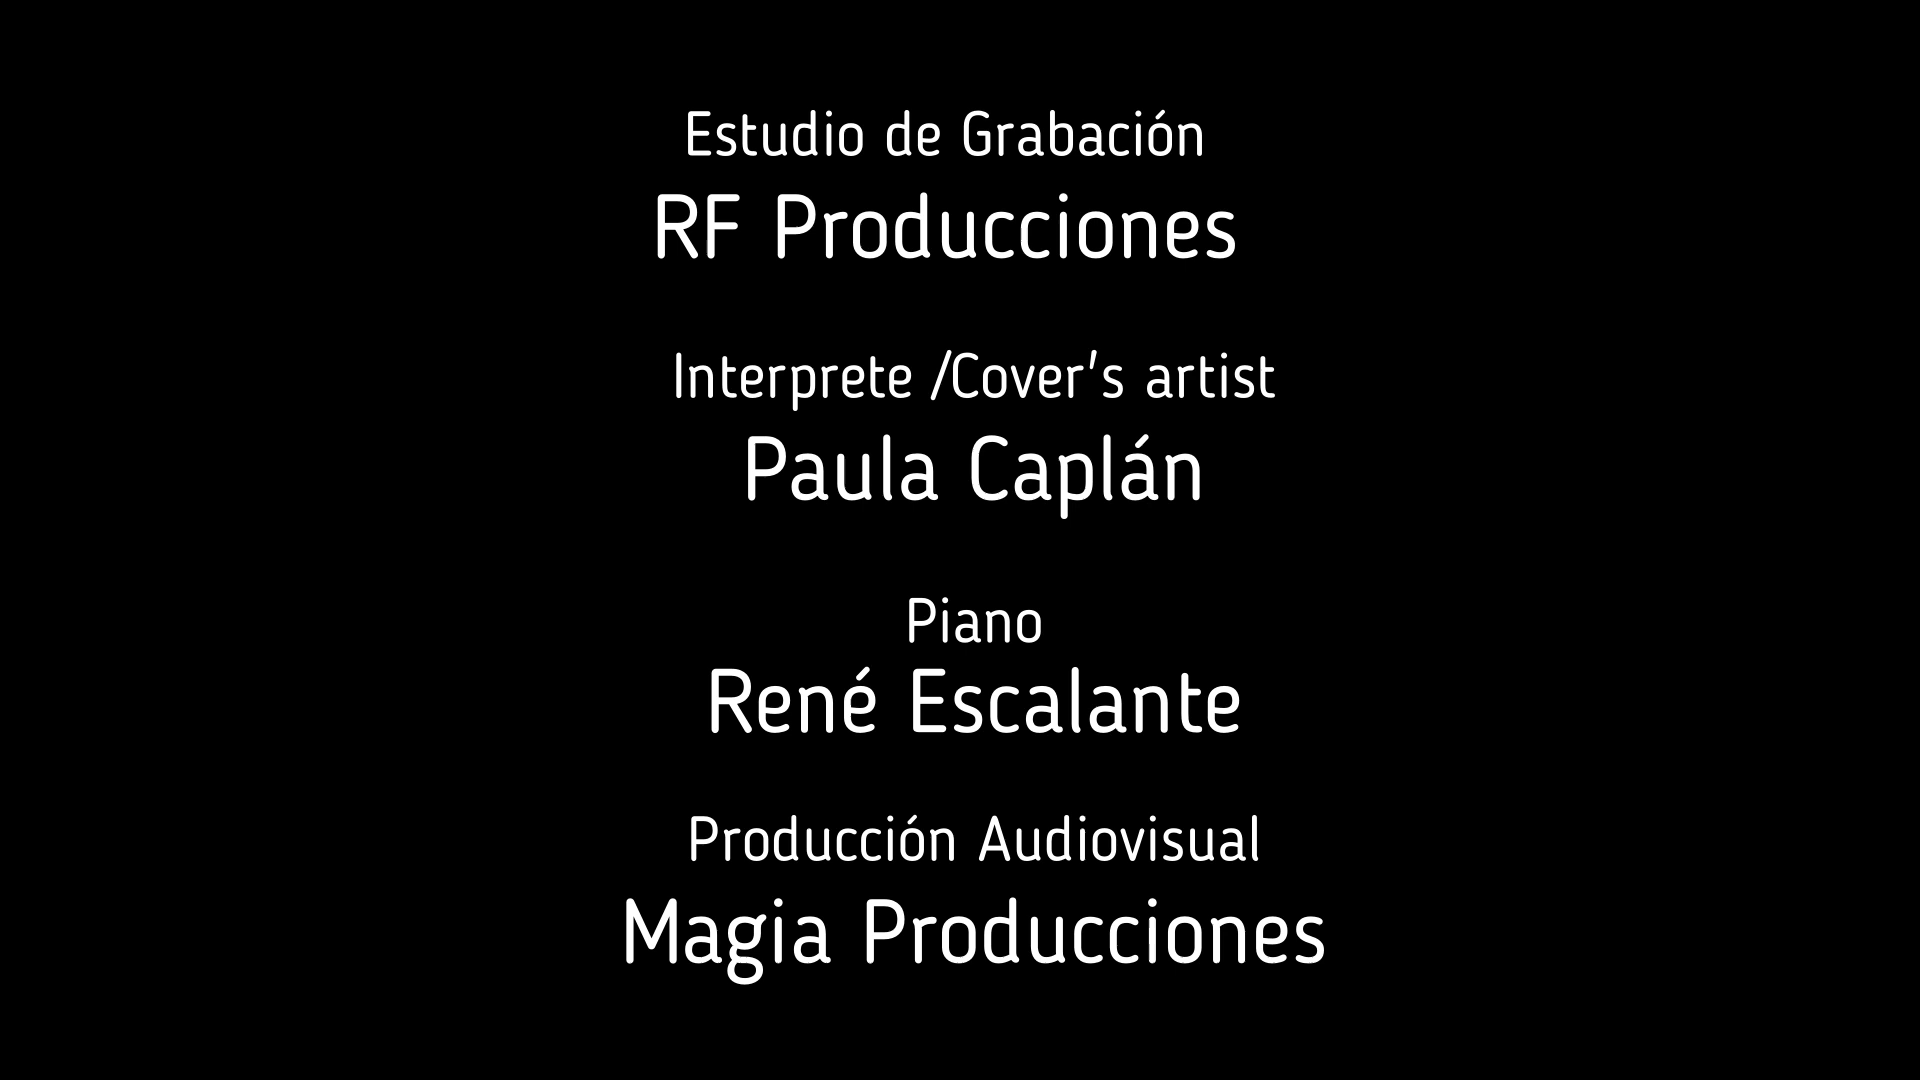 Estudio de Grabación
RF Producciones
Interprete /Cover's artist
Paula Caplán
Piano
René Escalante
Producción Audiovisual
Magia Producciones